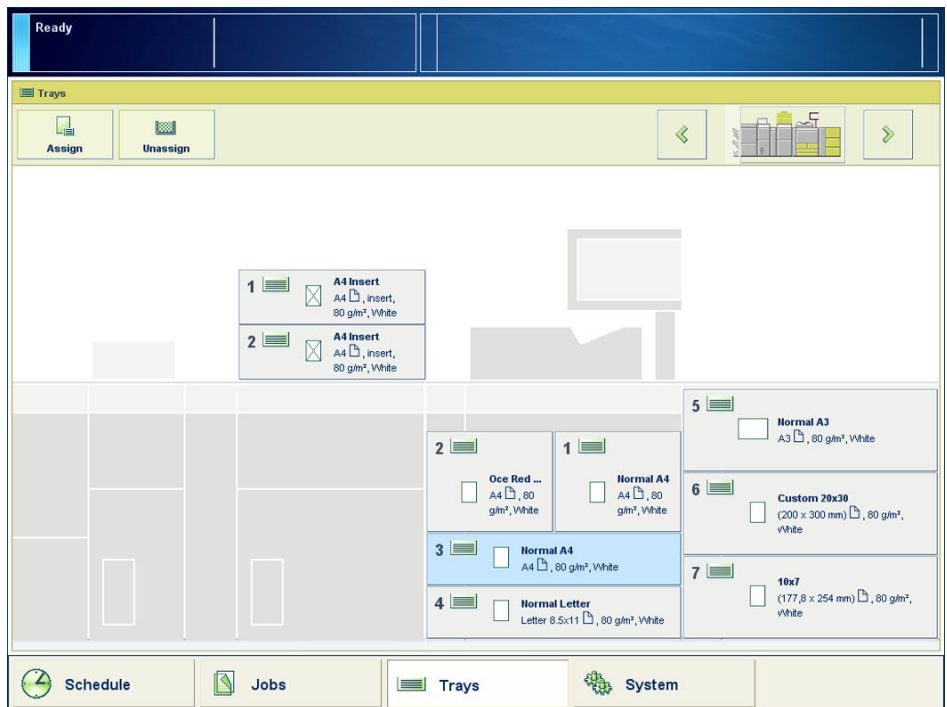 Ready
Trays
Assign
Unassign
1
A4 Insert
A4 , insert,
80 g/m², White
2
A4 Insert
A4 , insert,
80 g/m², White
2
Oce Red ...
A4 , 80
g/m², White
1
Normal A4
A4 , 80
g/m², White
3
Normal A4
A4 , 80 g/m², White
4
Normal Letter
Letter 8.5x11 , 80 g/m², White
5
Normal A3
A3 , 80 g/m², White
6
Custom 20x30
(200 x 300 mm) , 80 g/m²,
White
7
10x7
(177,8 x 254 mm) , 80 g/m²,
White
Schedule
Jobs
Trays
System